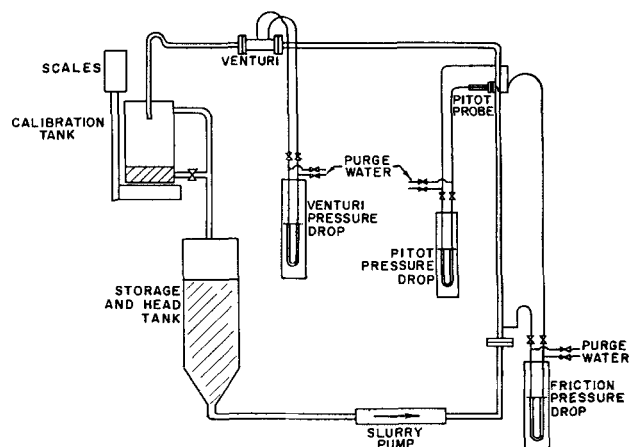 SCALES
CALIBRATION
TANK
VENTURI
PITOT
PROBE
PURGE
WATER
VENTURI
PRESSURE
DROP
PITOT
PRESSURE
DROP
STORAGE
AND HEAD
TANK
PURGE
WATER
FRICTION
PRESSURE
DROP
SLURRY
PUMP